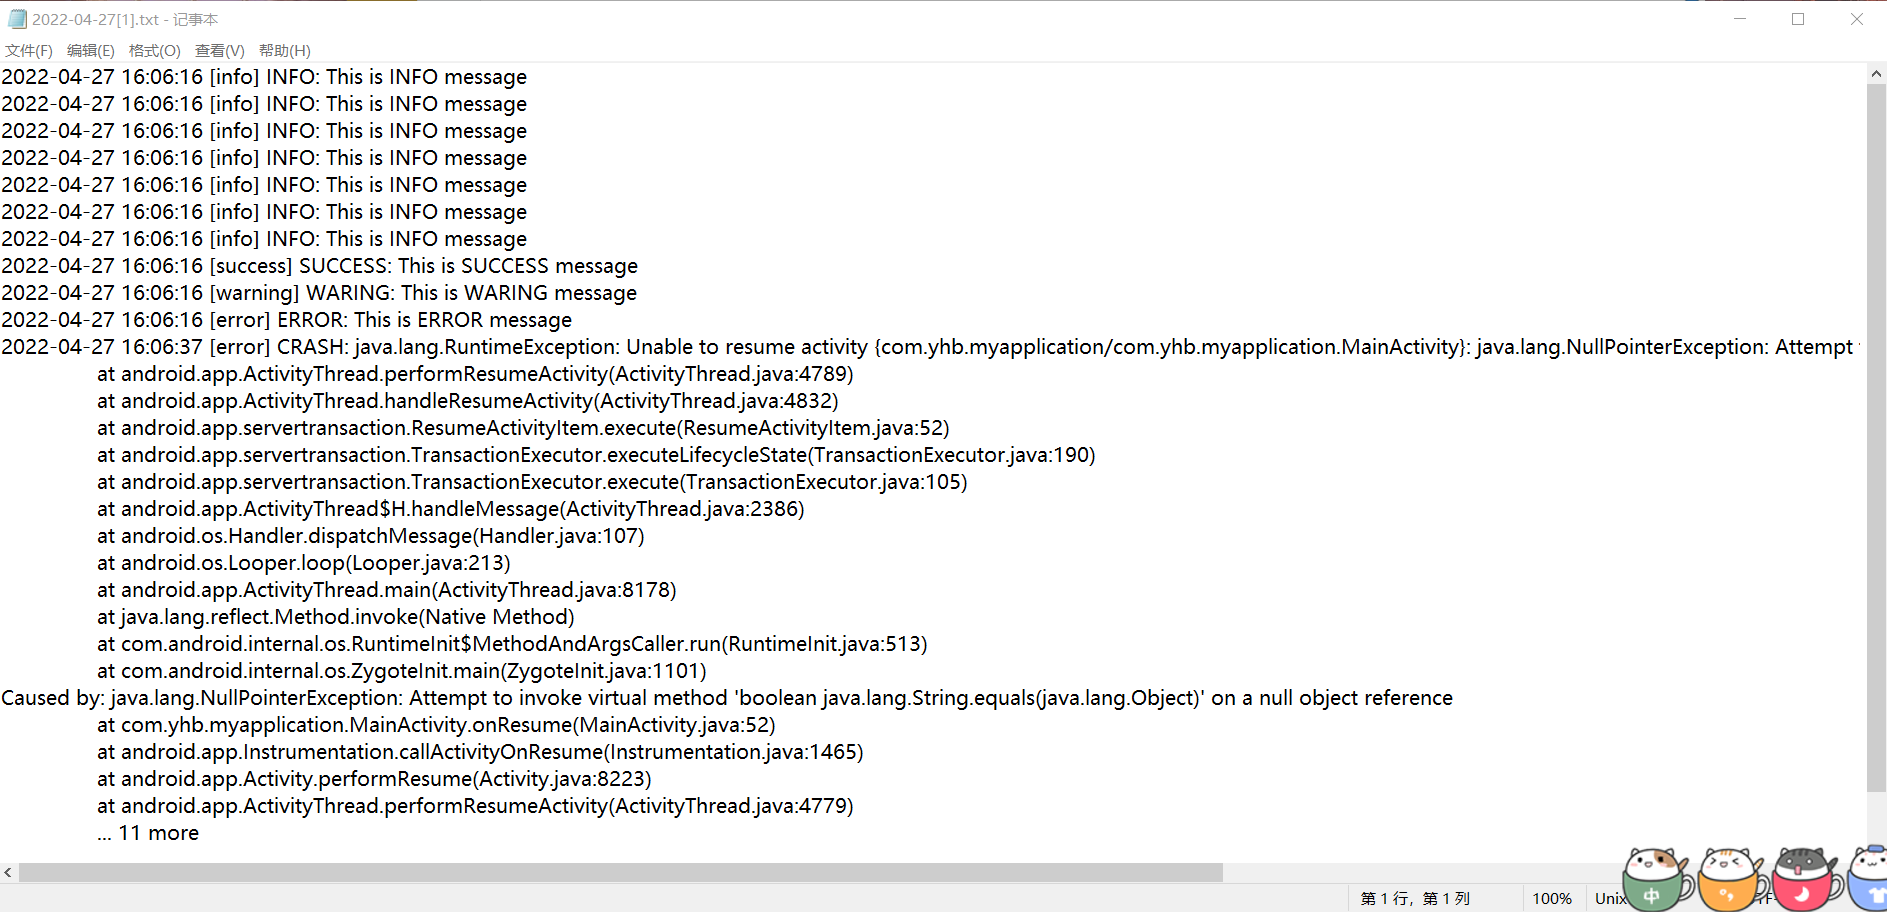 2022-04-27[1].txt - 记事本
文件(F) 编辑(E) 格式(O) 查看(V) 帮助(H)
2022-04-27 16:06:16 [info] INFO: This is INFO message
2022-04-27 16:06:16 [info] INFO: This is INFO message
2022-04-27 16:06:16 [info] INFO: This is INFO message
2022-04-27 16:06:16 [info] INFO: This is INFO message
2022-04-27 16:06:16 [info] INFO: This is INFO message
2022-04-27 16:06:16 [info] INFO: This is INFO message
2022-04-27 16:06:16 [info] INFO: This is INFO message
2022-04-27 16:06:16 [success] SUCCESS: This is SUCCESS message
2022-04-27 16:06:16 [warning] WARING: This is WARING message
2022-04-27 16:06:16 [error] ERROR: This is ERROR message
2022-04-27 16:06:37 [error] CRASH: java.lang.RuntimeException: Unable to resume activity {com.yhb.myapplication/com.yhb.myapplication.MainActivity}: java.lang.NullPointerException: Attempt
at android.app.ActivityThread.performResumeActivity(ActivityThread.java:4789)
at android.app.ActivityThread.handleResumeActivity(ActivityThread.java:4832)
at android.app.servertransaction.ResumeActivityItem.execute(ResumeActivityItem.java:52)
at android.app.servertransaction.TransactionExecutor.executeLifecycleState(TransactionExecutor.java:190)
at android.app.servertransaction.TransactionExecutor.execute(TransactionExecutor.java:105)
at android.app.ActivityThread$H.handleMessage(ActivityThread.java:2386)
at android.os.Handler.dispatchMessage(Handler.java:107)
at android.os.Looper.loop(Looper.java:213)
at android.app.ActivityThread.main(ActivityThread.java:8178)
at java.lang.reflect.Method.invoke(Native Method)
at com.android.internal.os.RuntimeInit$MethodAndArgsCaller.run(RuntimeInit.java:513)
at com.android.internal.os.ZygoteInit.main(ZygoteInit.java:1101)
Caused by: java.lang.NullPointerException: Attempt to invoke virtual method 'boolean java.lang.String.equals(java.lang.Object)' on a null object reference
at com.yhb.myapplication.MainActivity.onResume(MainActivity.java:52)
at android.app.Instrumentation.callActivityOnResume(Instrumentation.java:1465)
at android.app.Activity.performResume(Activity.java:8223)
at android.app.ActivityThread.performResumeActivity(ActivityThread.java:4779)
... 11 more
第 1 行，第 1 列 100% Unix 中